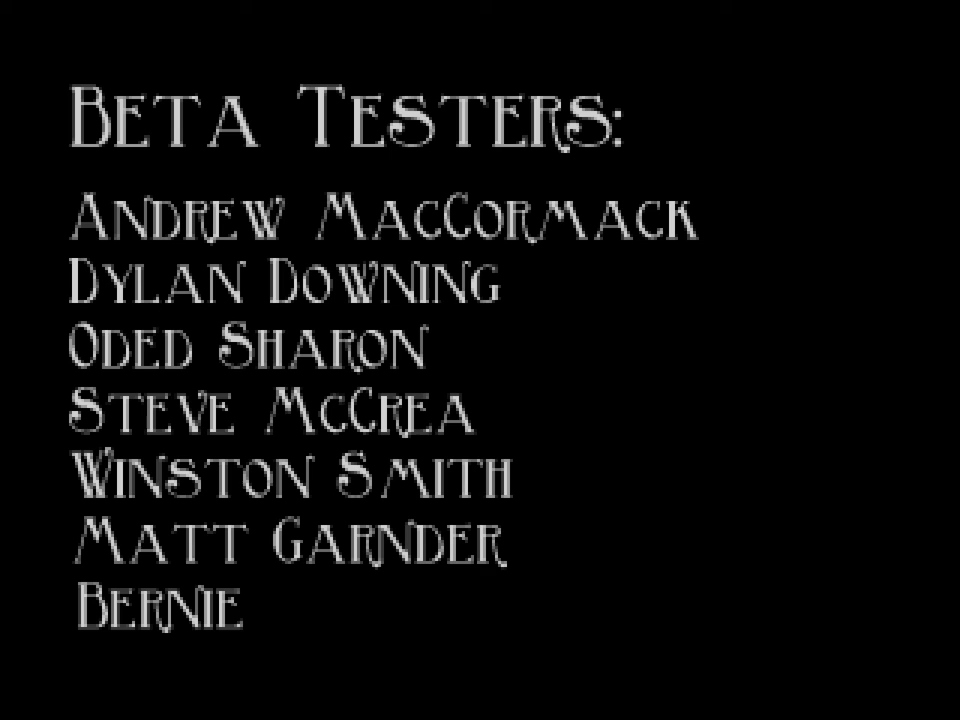 Beta Testers:
Andrew MacCormack
Dylan Downing
Oded Sharon
Steve McCrea
Winston Smith
Matt Garnder
Bernie